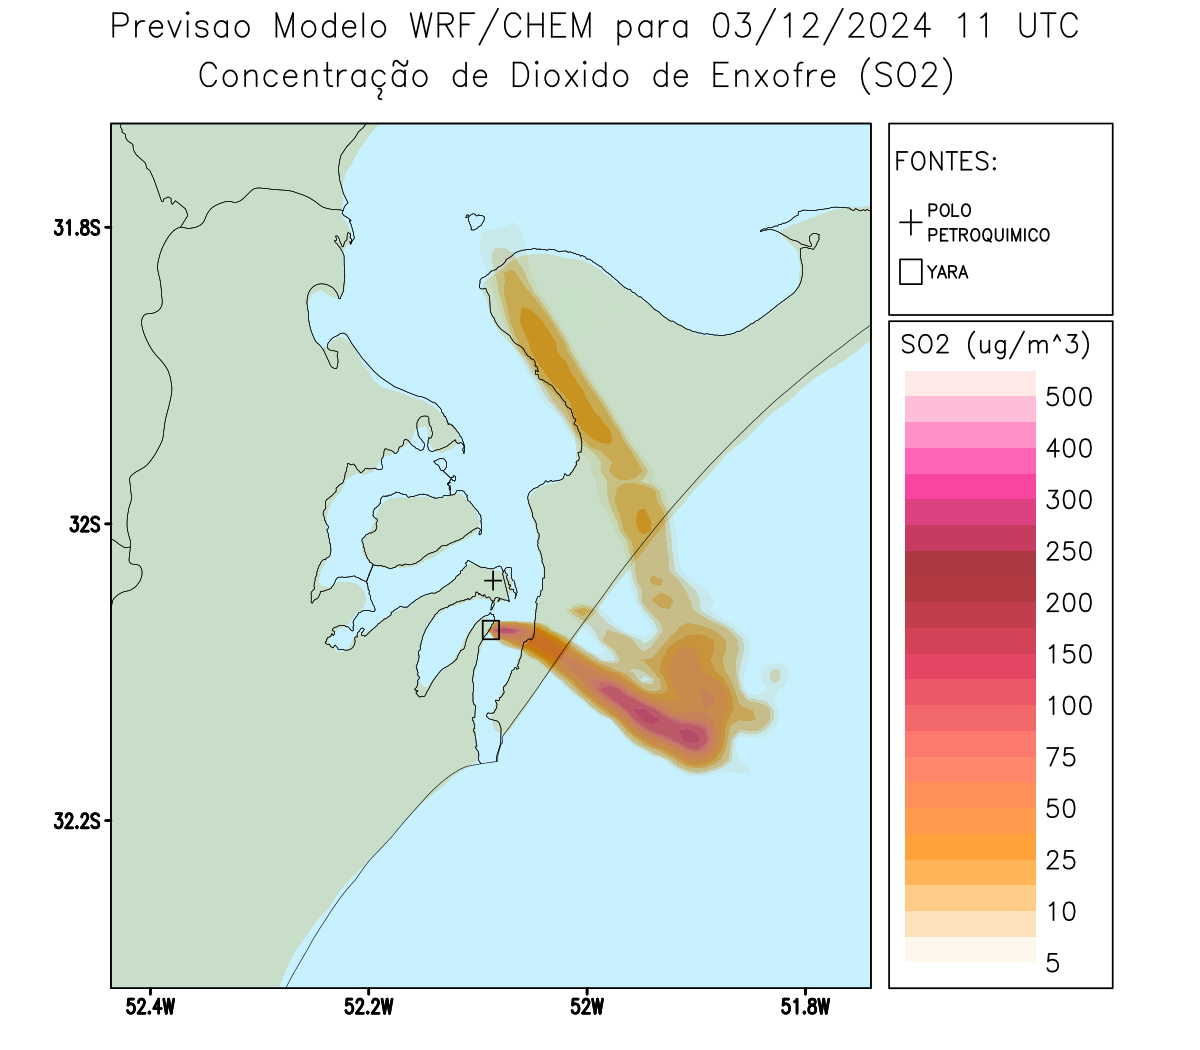 Previsao Modelo WRF/CHEM para 03/12/2024 11 UTC
Concentração de Dioxido de Enxofre (SO2)
FONTES:
POLO
PETROQUIMICO
YARA
SO2 (ug/m^3)
500
400
300
250
200
150
100
75
50
25
10
5
31.8S
32S
32.2S
52.4W
52.2W
52W
51.8W